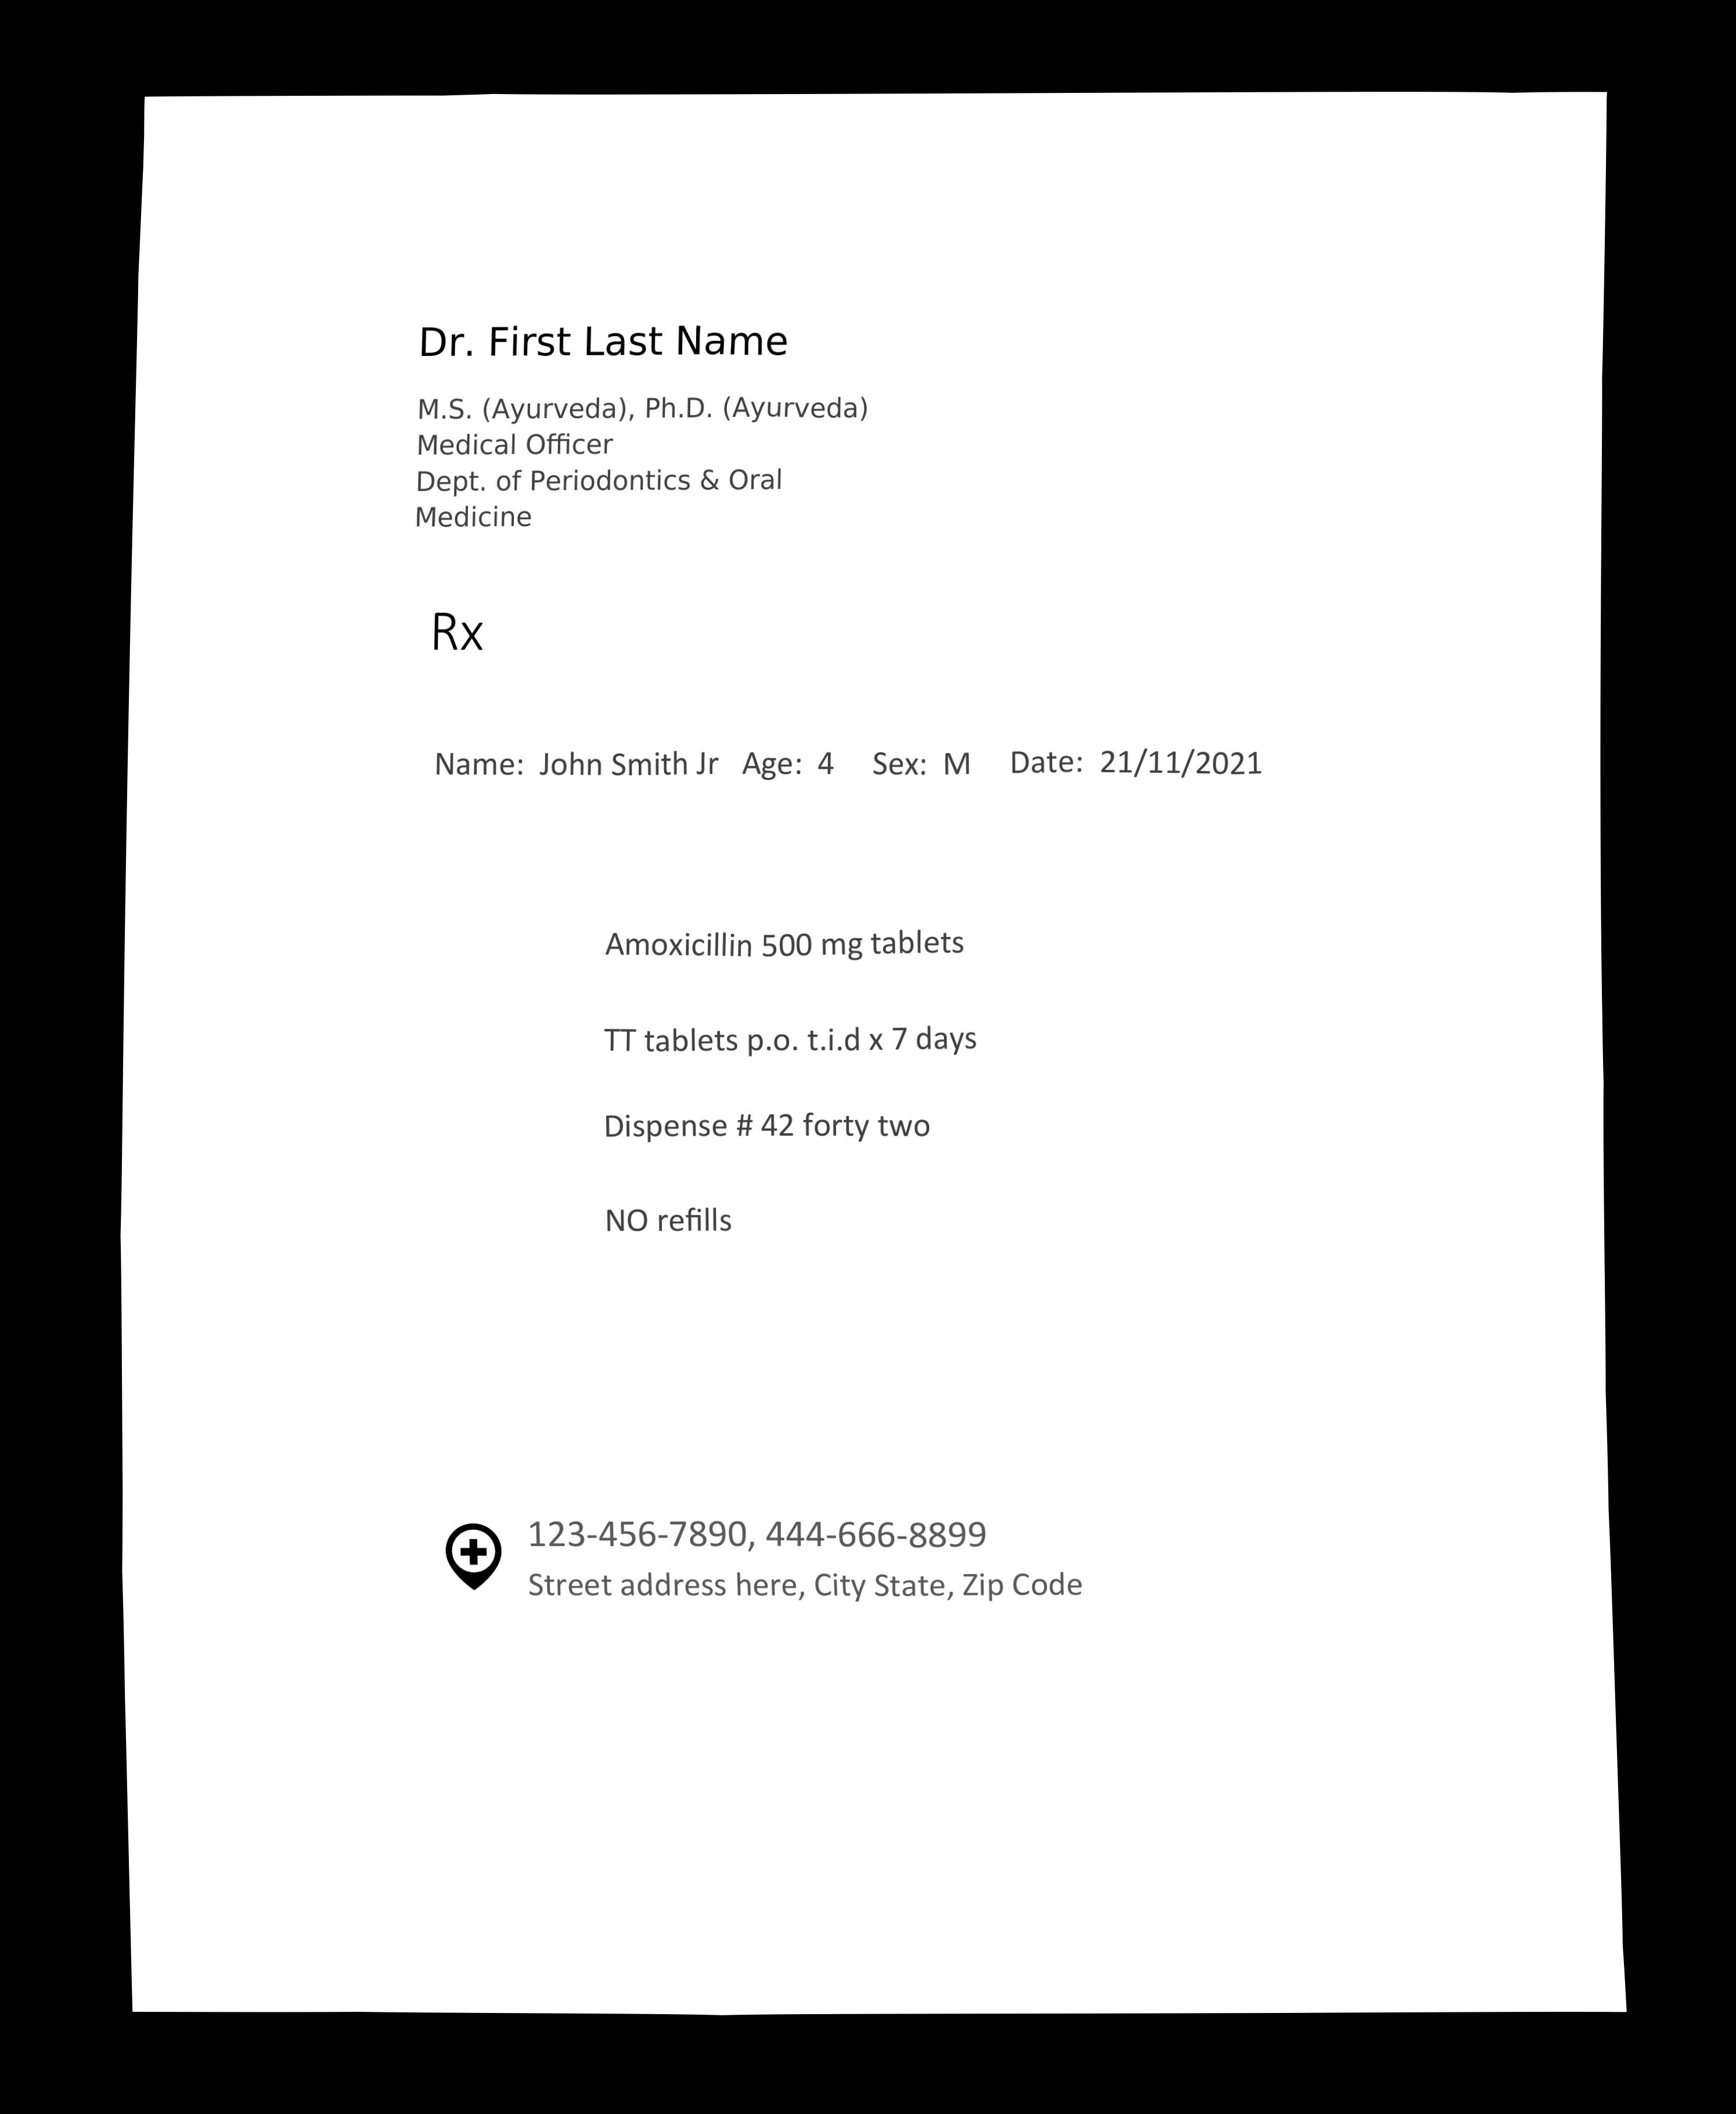 Dr. First Last Name
M.S. (Ayurveda), Ph.D. (Ayurveda)
Medical Officer
Dept. of Periodontics & Oral
Medicine
Rx
Name: John Smith Jr Age: 4 Sex: M Date: 21/11/2021
Amoxicillin 500 mg tablets
TT tablets p.o. t.i.d x 7 days
Dispense # 42 forty two
NO refills
123-456-7890, 444-666-8899
Street address here, City State, Zip Code